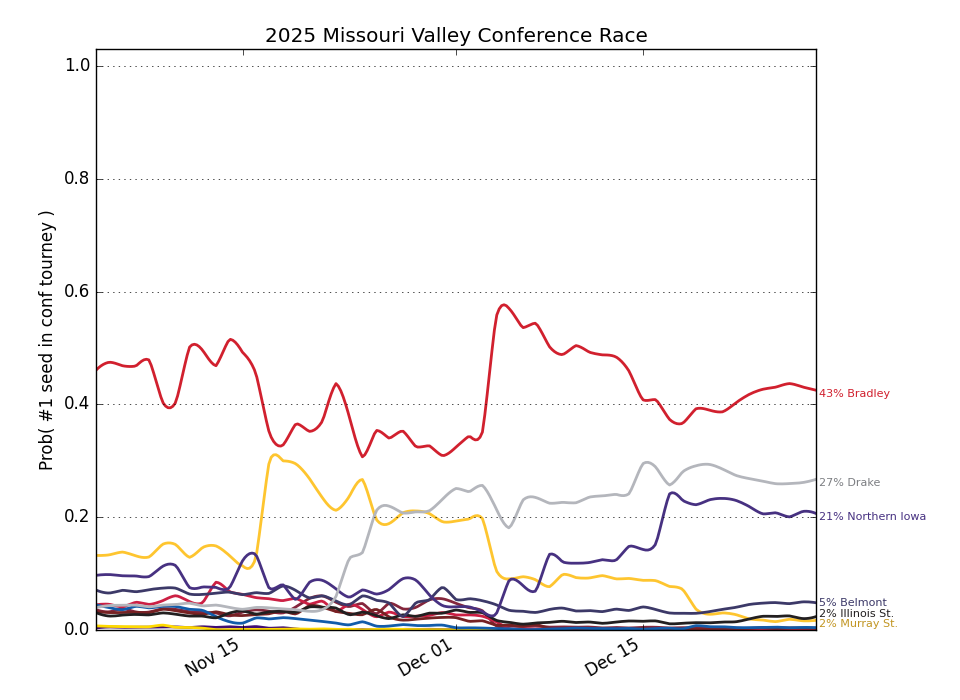 2025 Missouri Valley Conference Race
Prob( #1 seed in conf tourney )
1.0
0.8
0.6
0.4
0.2
0.0
Nov 15
Dec 01
Dec 15
43% Bradley
27% Drake
21% Northern Iowa
5% Belmont
2% Illinois St.
2% Murray St.